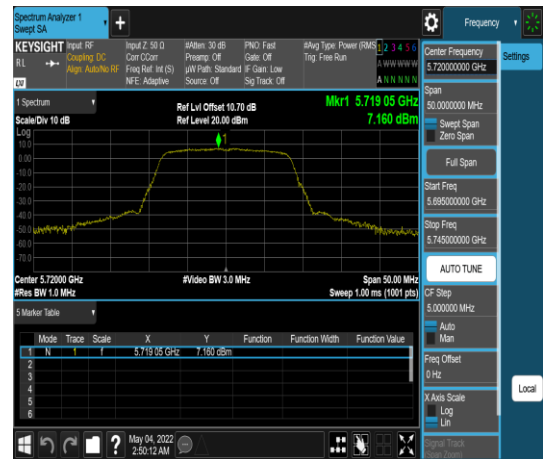 Spectrum Analyzer 1
Swept SA
+
Frequency
KEYSIGHT
RL
Input: RF
Coupling: DC
Align: Auto/No RF
Input Z: 50 Ω
Corr CCorr
Freq Ref: Int (S)
NFE: Adaptive
#Atten: 30 dB
Preamp: Off
µW Path: Standard
Source: Off
PNO: Fast
Gate: Off
IF Gain: Low
Sig Track: Off
#Avg Type: Power (RMS)
Trig: Free Run
1 2 3 4 5 6
A WW WW W
A N N N N N
1 Spectrum
Scale/Div 10 dB
Ref Lvl Offset 10.70 dB
Ref Level 20.00 dBm
Mkr1 5.719 05 GHz
7.160 dBm
Log
10.0
0.00
-10.0
-20.0
-30.0
-40.0
-50.0
-60.0
-70.0
1
Center 5.72000 GHz
#Res BW 1.0 MHz
#Video BW 3.0 MHz
Span 50.00 MHz
Sweep 1.00 ms (1001 pts)
5 Marker Table
Mode Trace Scale X Y Function Function Width Function Value
1 N 1 f 5.719 05 GHz 7.160 dBm
2
3
4
5
6
?
May 04, 2022
2:50:12 AM
Center Frequency
5.720000000 GHz
Settings
Span
50.0000000 MHz
Swept Span
Zero Span
Full Span
Start Freq
5.695000000 GHz
Stop Freq
5.745000000 GHz
AUTO TUNE
CF Step
5.000000 MHz
Auto
Man
Freq Offset
0 Hz
Local
X Axis Scale
Log
Lin
Signal Track
(Span Zoom)